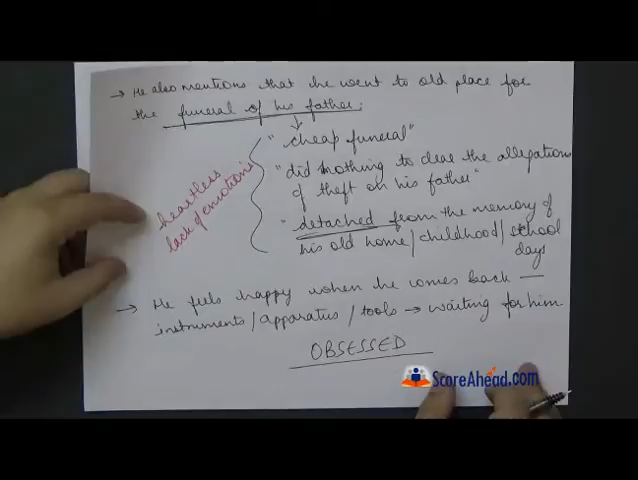 → He also mentions that he went to old place for
the funeral of his father.
"cheap funeral"
"did nothing to clear the allegations
of theft on his father"
"detached from the memory of
his old home/childhood/school
days
heartless
lack of emotions
→ He feels happy when he comes back —
instruments/apparatus/tools → waiting for him.
OBSESSED
ScoreAhead.com